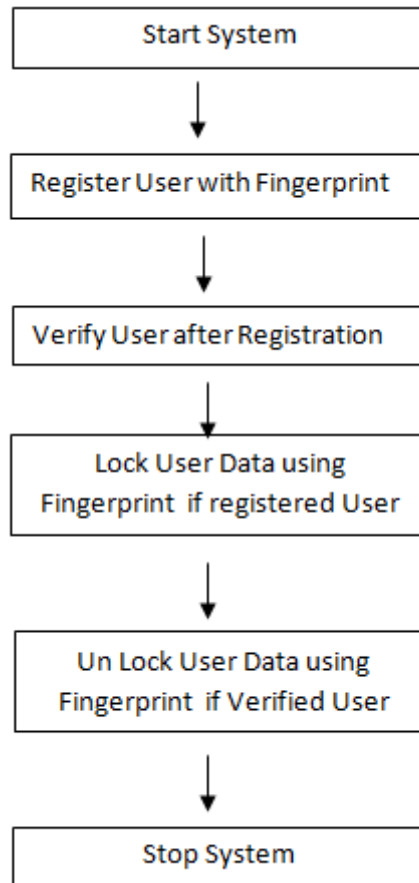 Start System
Register User with Fingerprint
Verify User after Registration
Lock User Data using
Fingerprint if registered User
Un Lock User Data using
Fingerprint if Verified User
Stop System